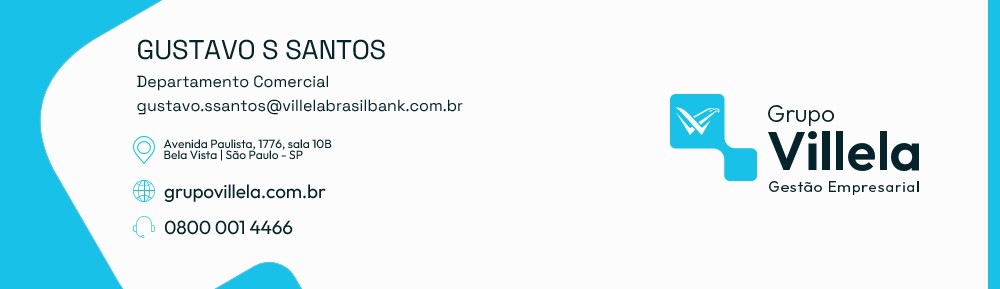 GUSTAVO S SANTOS
Departamento Comercial
gustavo.ssantos@villelabrasilbank.com.br
Avenida Paulista, 1776, sala 10B
Bela Vista | São Paulo - SP
grupovillela.com.br
0800 001 4466
Grupo
Villela
Gestão Empresarial